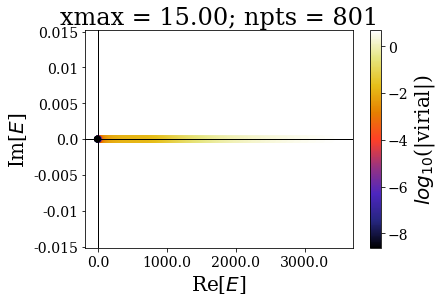 xmax = 15.00; npts = 801
0.015
0.01
0.005
0.0
-0.005
-0.01
-0.015
Im[E]
0.0 1000.0 2000.0 3000.0
Re[E]
0
−2
−4
−6
−8
log10(|virial|)